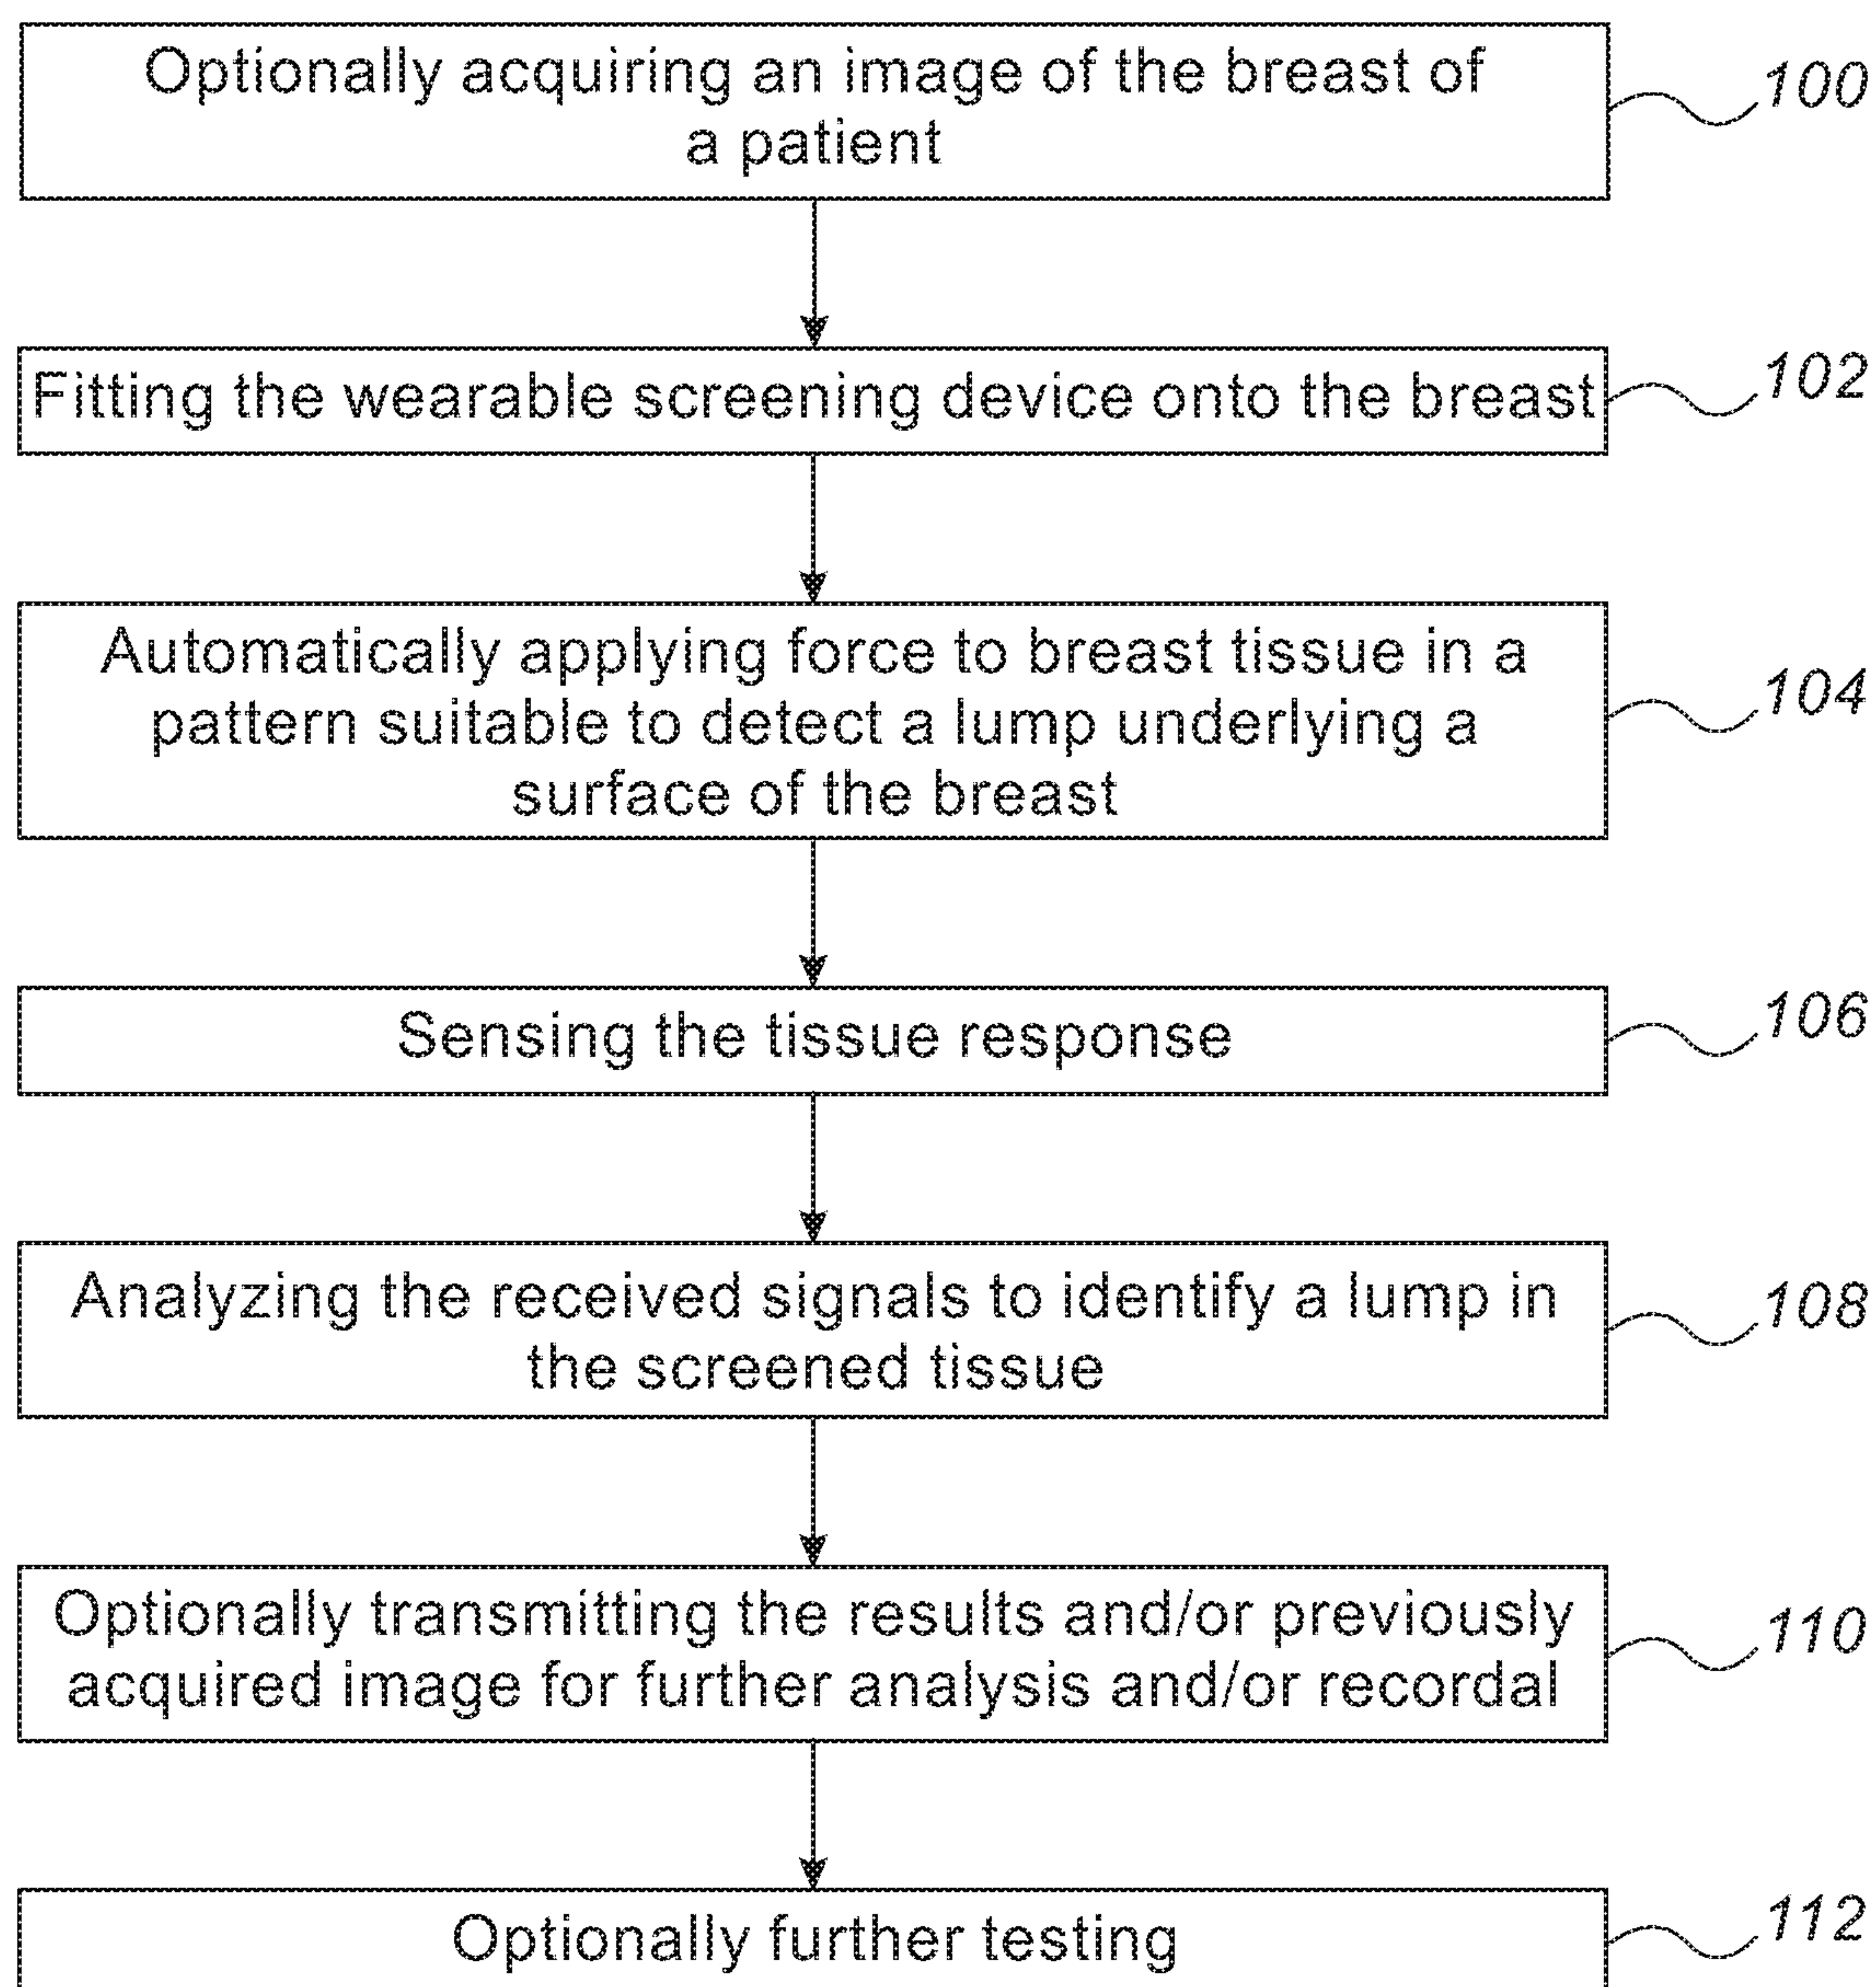 Optionally acquiring an image of the breast of
a patient
100
Fitting the wearable screening device onto the breast
102
Automatically applying force to breast tissue in a
pattern suitable to detect a lump underlying a
surface of the breast
104
Sensing the tissue response
106
Analyzing the received signals to identify a lump in
the screened tissue
108
Optionally transmitting the results and/or previously
acquired image for further analysis and/or recordal
110
Optionally further testing
112